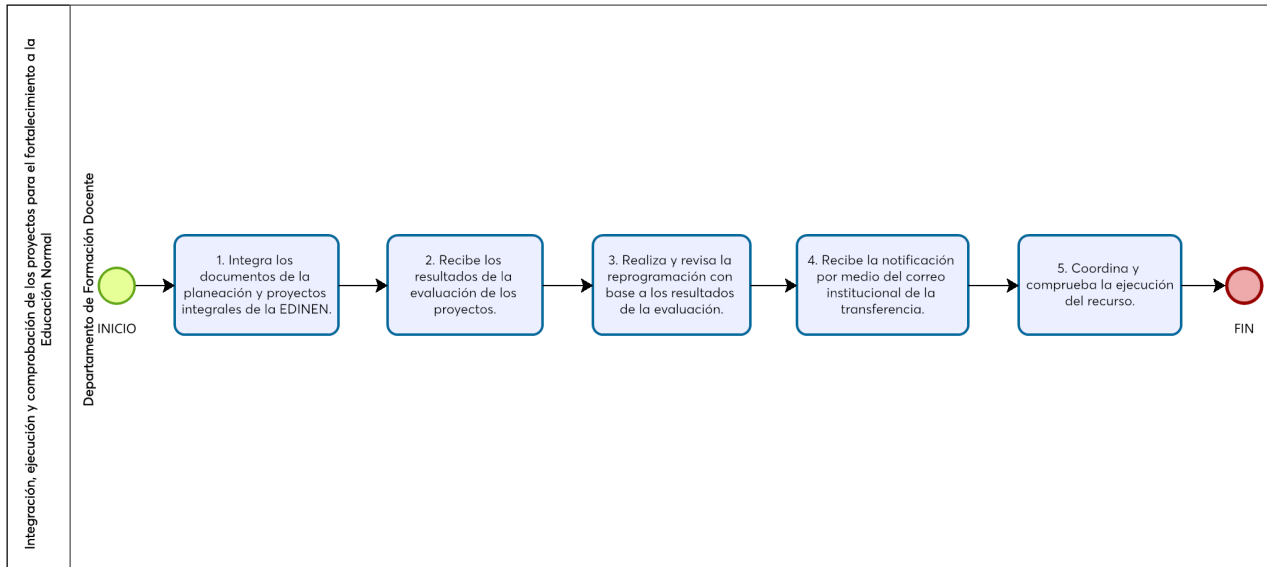 Integración, ejecución y comprobación de los proyectos para el fortalecimiento a la
Educación Normal
Departamento de Formación Docente
INICIO
1. Integra los
documentos de la
planeación y proyectos
integrales de la EDINEN.
2. Recibe los
resultados de la
evaluación de los
proyectos.
3. Realiza y revisa la
reprogramación con
base a los resultados
de la evaluación.
4. Recibe la notificación
por medio del correo
institucional de la
transferencia.
5. Coordina y
comprueba la ejecución
del recurso.
FIN